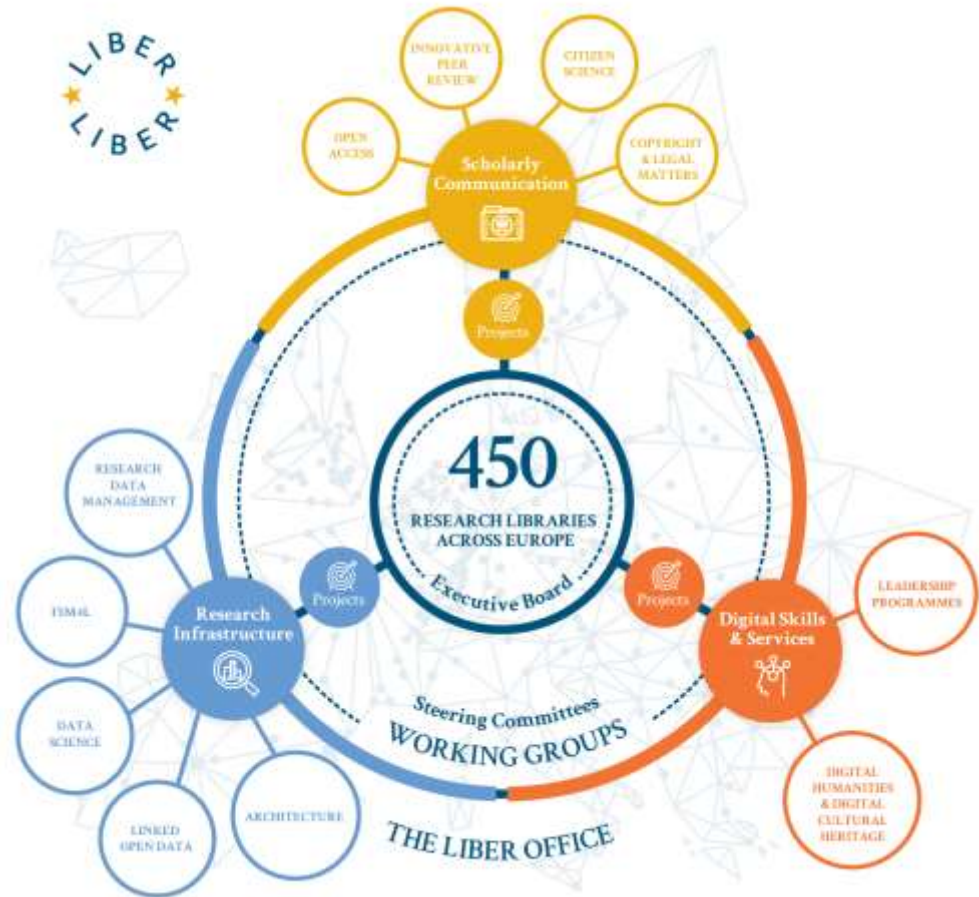 LIBER
LIBER
INNOVATIVE
PEER
REVIEW
CITIZEN
SCIENCE
OPEN
ACCESS
COPYRIGHT
& LEGAL
MATTERS
Scholarly
Communication
Projects
450
RESEARCH LIBRARIES
ACROSS EUROPE
Executive Board
RESEARCH
DATA
MANAGEMENT
DATA
SCIENCE
LINKED
OPEN DATA
ARCHITECTURE
Research
Infrastructure
Projects
Projects
Digital Skills
& Services
LEADERSHIP
PROGRAMMES
DIGITAL
HUMANITIES
& DIGITAL
CULTURAL
HERITAGE
Steering Committees
WORKING GROUPS
THE LIBER OFFICE